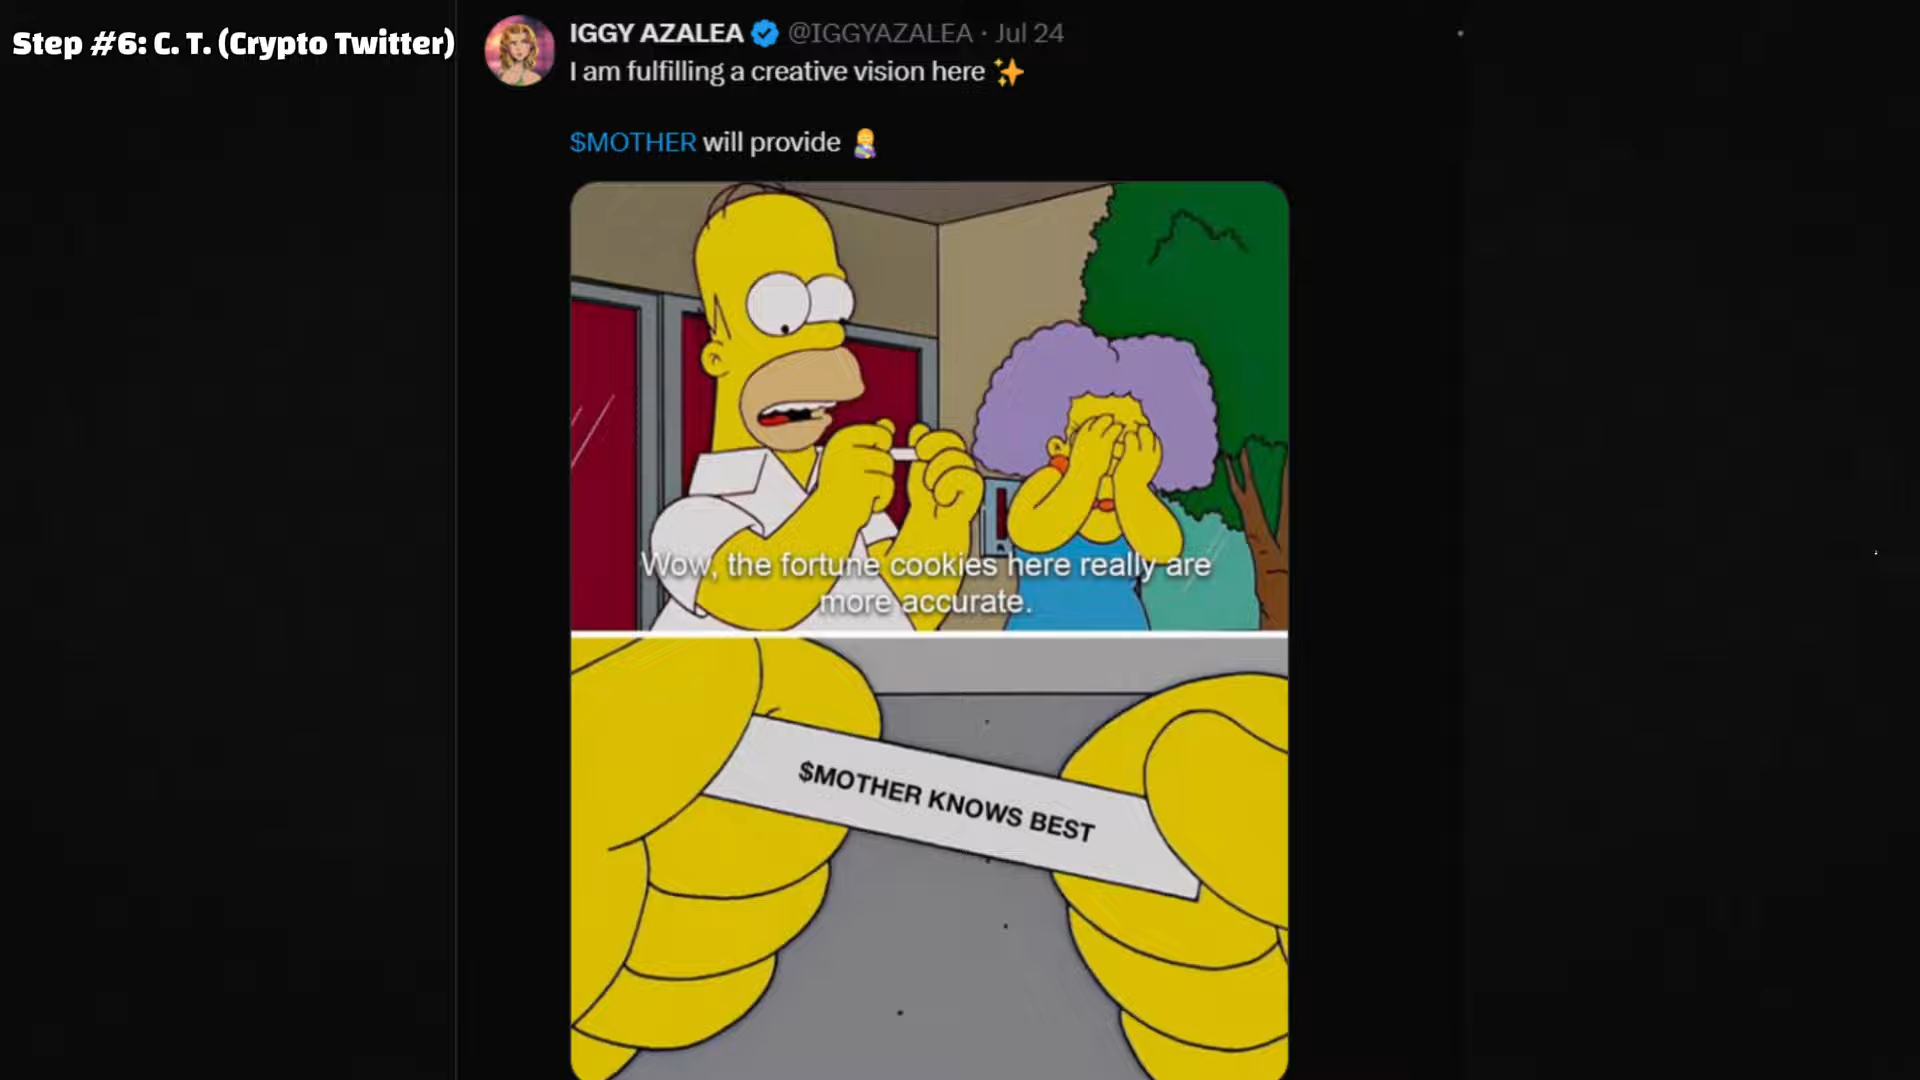 Step #6: C. T. (Crypto Twitter)
IGGY AZALEA @IGGYAZALEA · Jul 24
I am fulfilling a creative vision here ✨
$MOTHER will provide 🤱
Wow, the fortune cookies here really are
more accurate.
$MOTHER KNOWS BEST